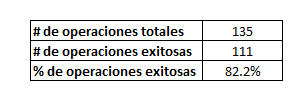 # de operaciones totales 135
# de operaciones exitosas 111
% de operaciones exitosas 82.2%